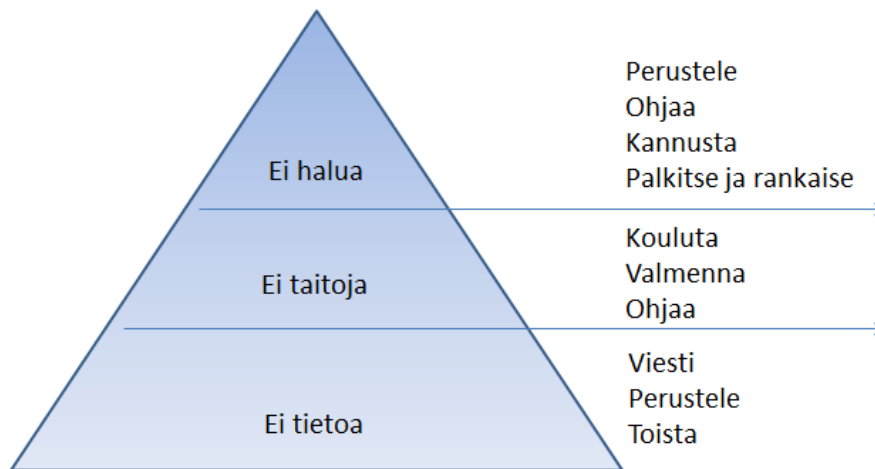 Ei halua
Perustele
Ohjaa
Kannusta
Palkitse ja rankaise
Ei taitoja
Kouluta
Valmenna
Ohjaa
Ei tietoa
Viesti
Perustele
Toista